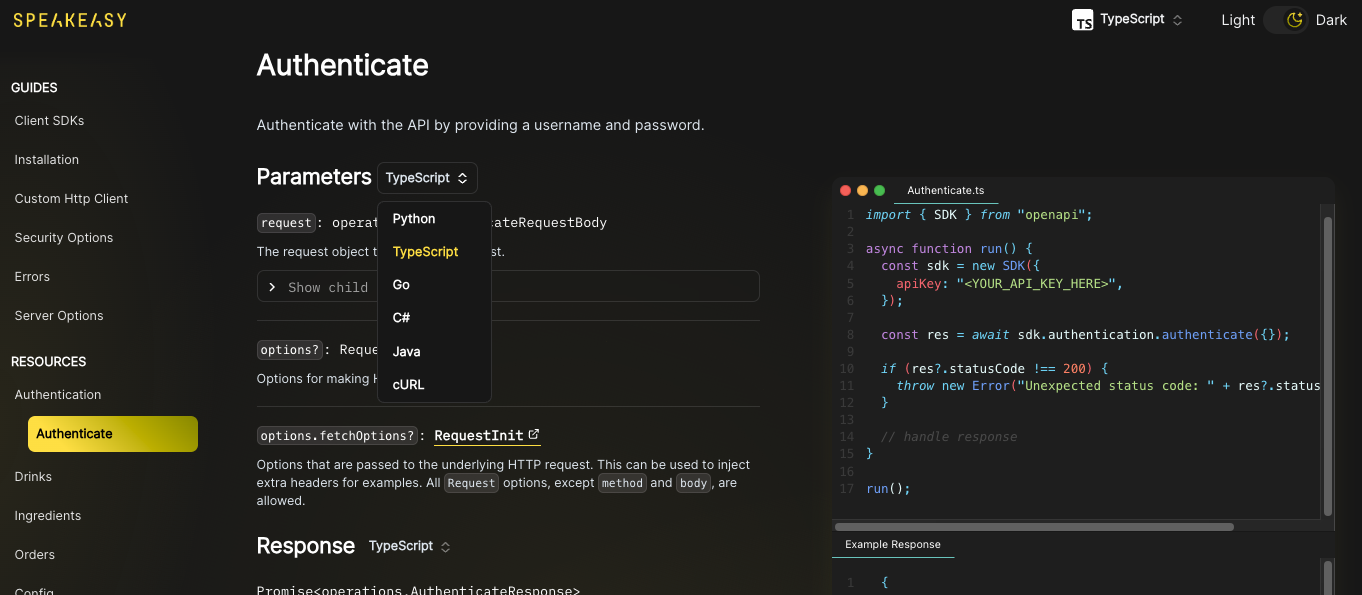 SPEAKEASY
TS TypeScript
Light
Dark
GUIDES
Client SDKs
Installation
Custom Http Client
Security Options
Errors
Server Options
RESOURCES
Authentication
Authenticate
Drinks
Ingredients
Orders
Config
Authenticate
Authenticate with the API by providing a username and password.
Parameters TypeScript
Python
TypeScript
Go
C#
Java
cURL
request: operat cateRequestBody
The request object t st.
Show child
options?: Reque
Options for making H
options.fetchOptions?: RequestInit
Options that are passed to the underlying HTTP request. This can be used to inject
extra headers for examples. All Request options, except method and body, are
allowed.
Response TypeScript
Promise<operations.AuthenticateResponse>
Authenticate.ts
1 import { SDK } from "openapi";
2
3 async function run() {
4 const sdk = new SDK({
5 apiKey: "<YOUR_API_KEY_HERE>",
6 });
7
8 const res = await sdk.authentication.authenticate({});
9
10 if (res?.statusCode !== 200) {
11 throw new Error("Unexpected status code: " + res?.status
12 }
13
14 // handle response
15 }
16
17 run();
Example Response
1 {